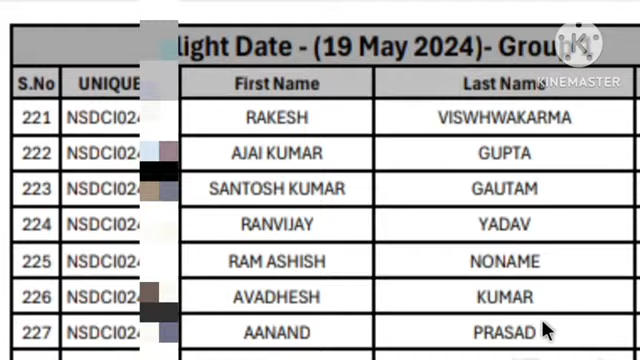 light Date - (19 May 2024)- Grou
S.No UNIQUE First Name Last Name
221 NSDCI024 RAKESH VISWHWAKARMA
222 NSDCI024 AJAI KUMAR GUPTA
223 NSDCI024 SANTOSH KUMAR GAUTAM
224 NSDCI024 RANVIJAY YADAV
225 NSDCI024 RAM ASHISH NONAME
226 NSDCI024 AVADHESH KUMAR
227 NSDCI024 AANAND PRASAD
KINEMASTER